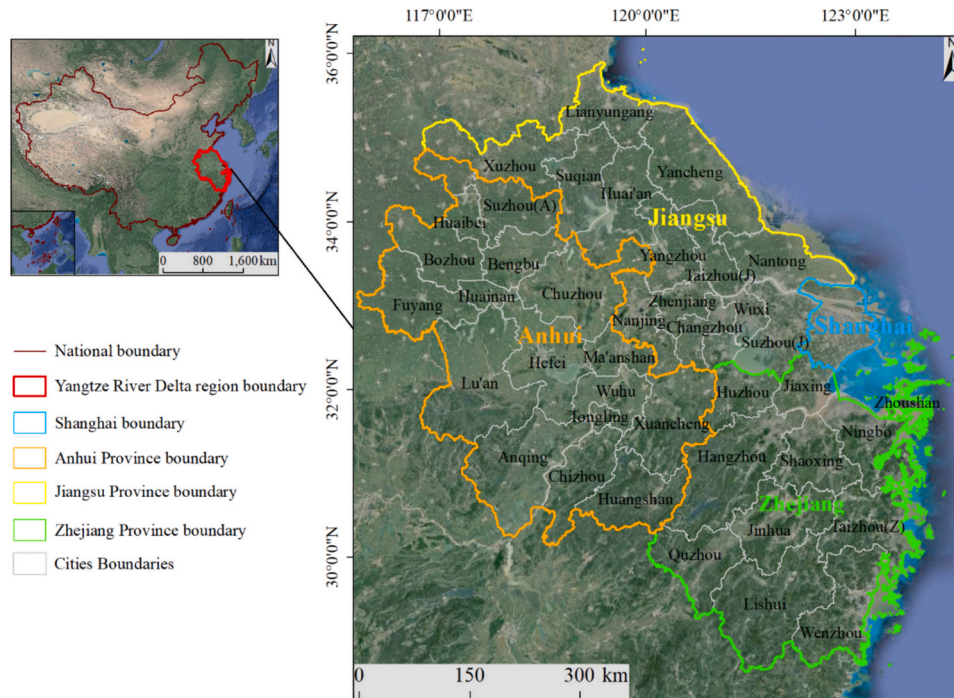 117°0'0"E
120°0'0"E
123°0'0"E
N
N
36°0'0"N
34°0'0"N
32°0'0"N
30°0'0"N
0 800 1,600 km
National boundary
Yangtze River Delta region boundary
Shanghai boundary
Anhui Province boundary
Jiangsu Province boundary
Zhejiang Province boundary
Cities Boundaries
Lianyungang
Xuzhou
Suqian
Yancheng
Huai'an
Suzhou(A)
Jiangsu
Huaibei
Bozhou
Bengbu
Yangzhou
Nantong
Taizhou(J)
Huainan
Chuzhou
Fuyang
Zhenjiang
Wuxi
Nanjing
Changzhou
Shanghai
Anhui
Suzhou(J)
Hefei
Ma'anshan
Lu'an
Wuhu
Huzhou
Jiaxing
Zhoushan
Tongling
Xuancheng
Ningbo
Anqing
Hangzhou
Shaoxing
Chizhou
Huangshan
Zhejiang
Jinhua
Taizhou(Z)
Quzhou
Lishui
Wenzhou
0 150 300 km